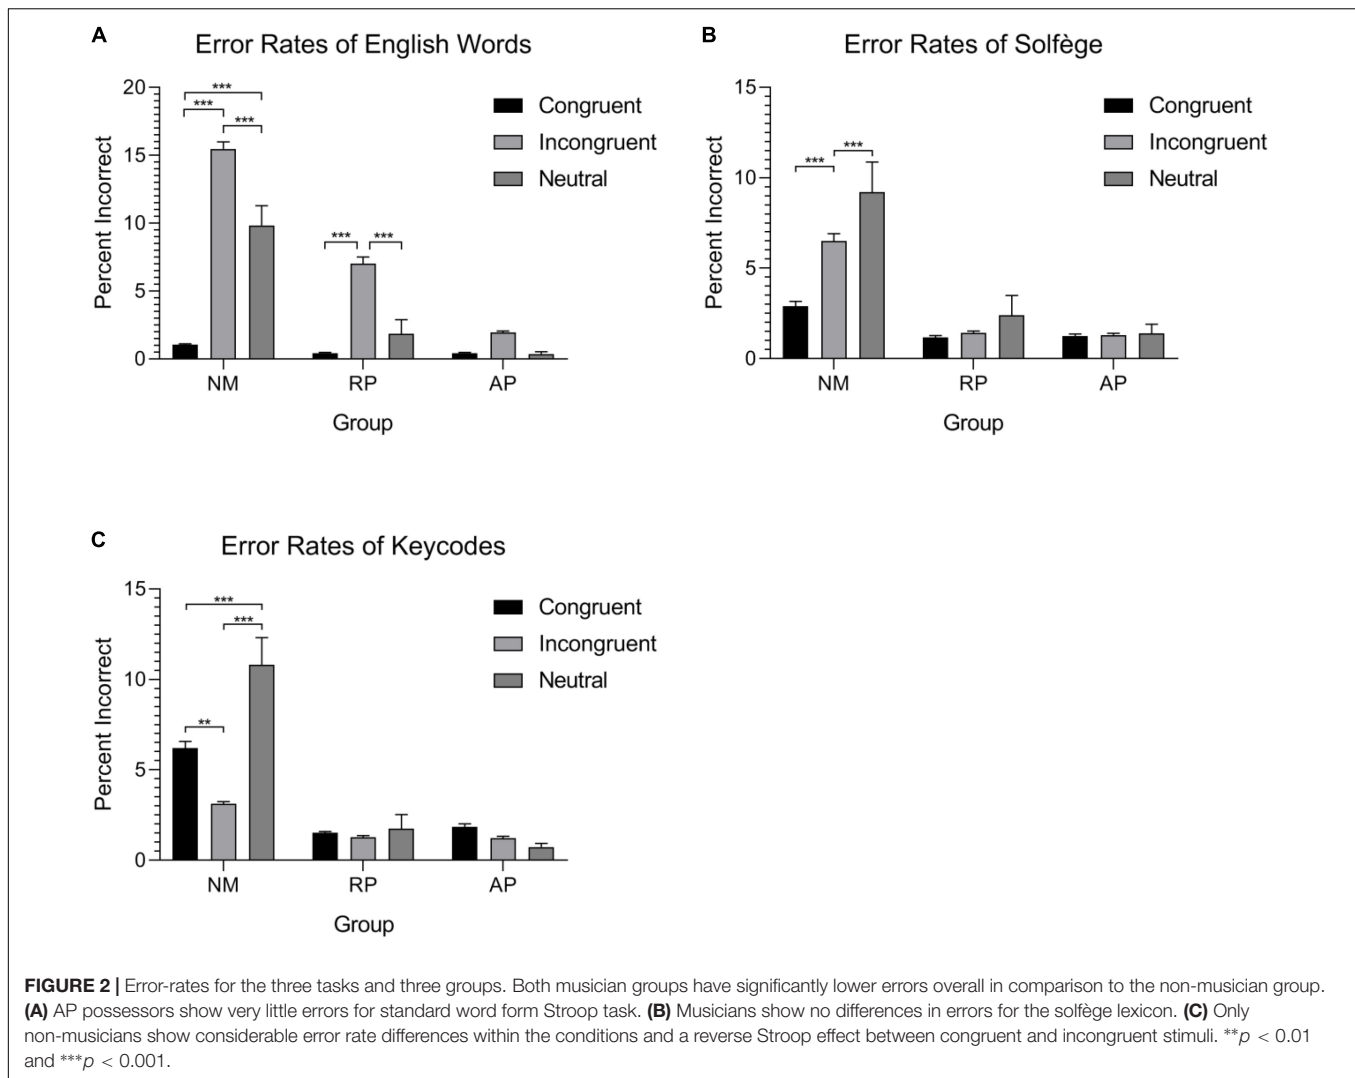 A
Error Rates of English Words
20
15
10
5
0
Percent Incorrect
***
***
***
***
***
Congruent
Incongruent
Neutral
NM
RP
AP
Group
B
Error Rates of Solfège
15
10
5
0
Percent Incorrect
***
***
Congruent
Incongruent
Neutral
NM
RP
AP
Group
C
Error Rates of Keycodes
15
10
5
0
Percent Incorrect
***
***
**
Congruent
Incongruent
Neutral
NM
RP
AP
Group
FIGURE 2 | Error-rates for the three tasks and three groups. Both musician groups have significantly lower errors overall in comparison to the non-musician group.
(A) AP possessors show very little errors for standard word form Stroop task. (B) Musicians show no differences in errors for the solfège lexicon. (C) Only
non-musicians show considerable error rate differences within the conditions and a reverse Stroop effect between congruent and incongruent stimuli. **p < 0.01
and ***p < 0.001.